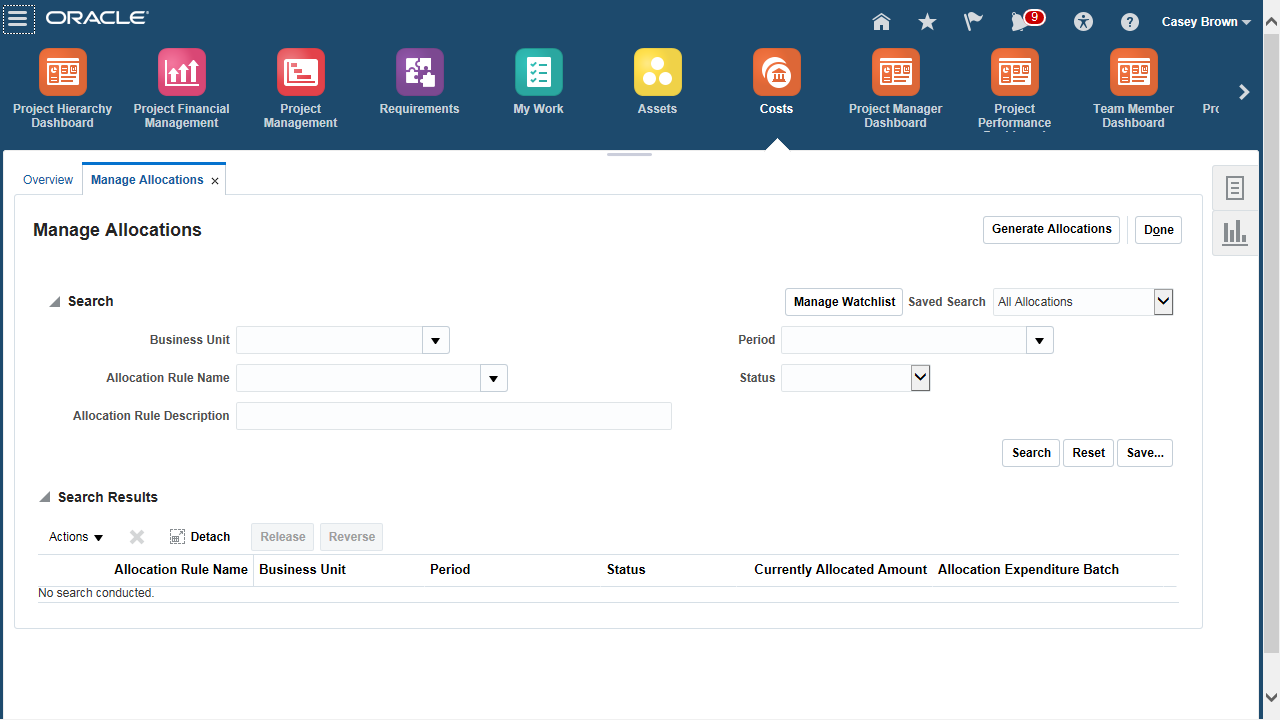 ORACLE
9
Casey Brown
Project Hierarchy Dashboard
Project Financial Management
Project Management
Requirements
My Work
Assets
Costs
Project Manager Dashboard
Project Performance
Team Member Dashboard
Overview
Manage Allocations
Manage Allocations
Generate Allocations
Done
Search
Manage Watchlist
Saved Search
All Allocations
Business Unit
Period
Allocation Rule Name
Status
Allocation Rule Description
Search
Reset
Save...
Search Results
Actions
Detach
Release
Reverse
Allocation Rule Name
Business Unit
Period
Status
Currently Allocated Amount
Allocation Expenditure Batch
No search conducted.